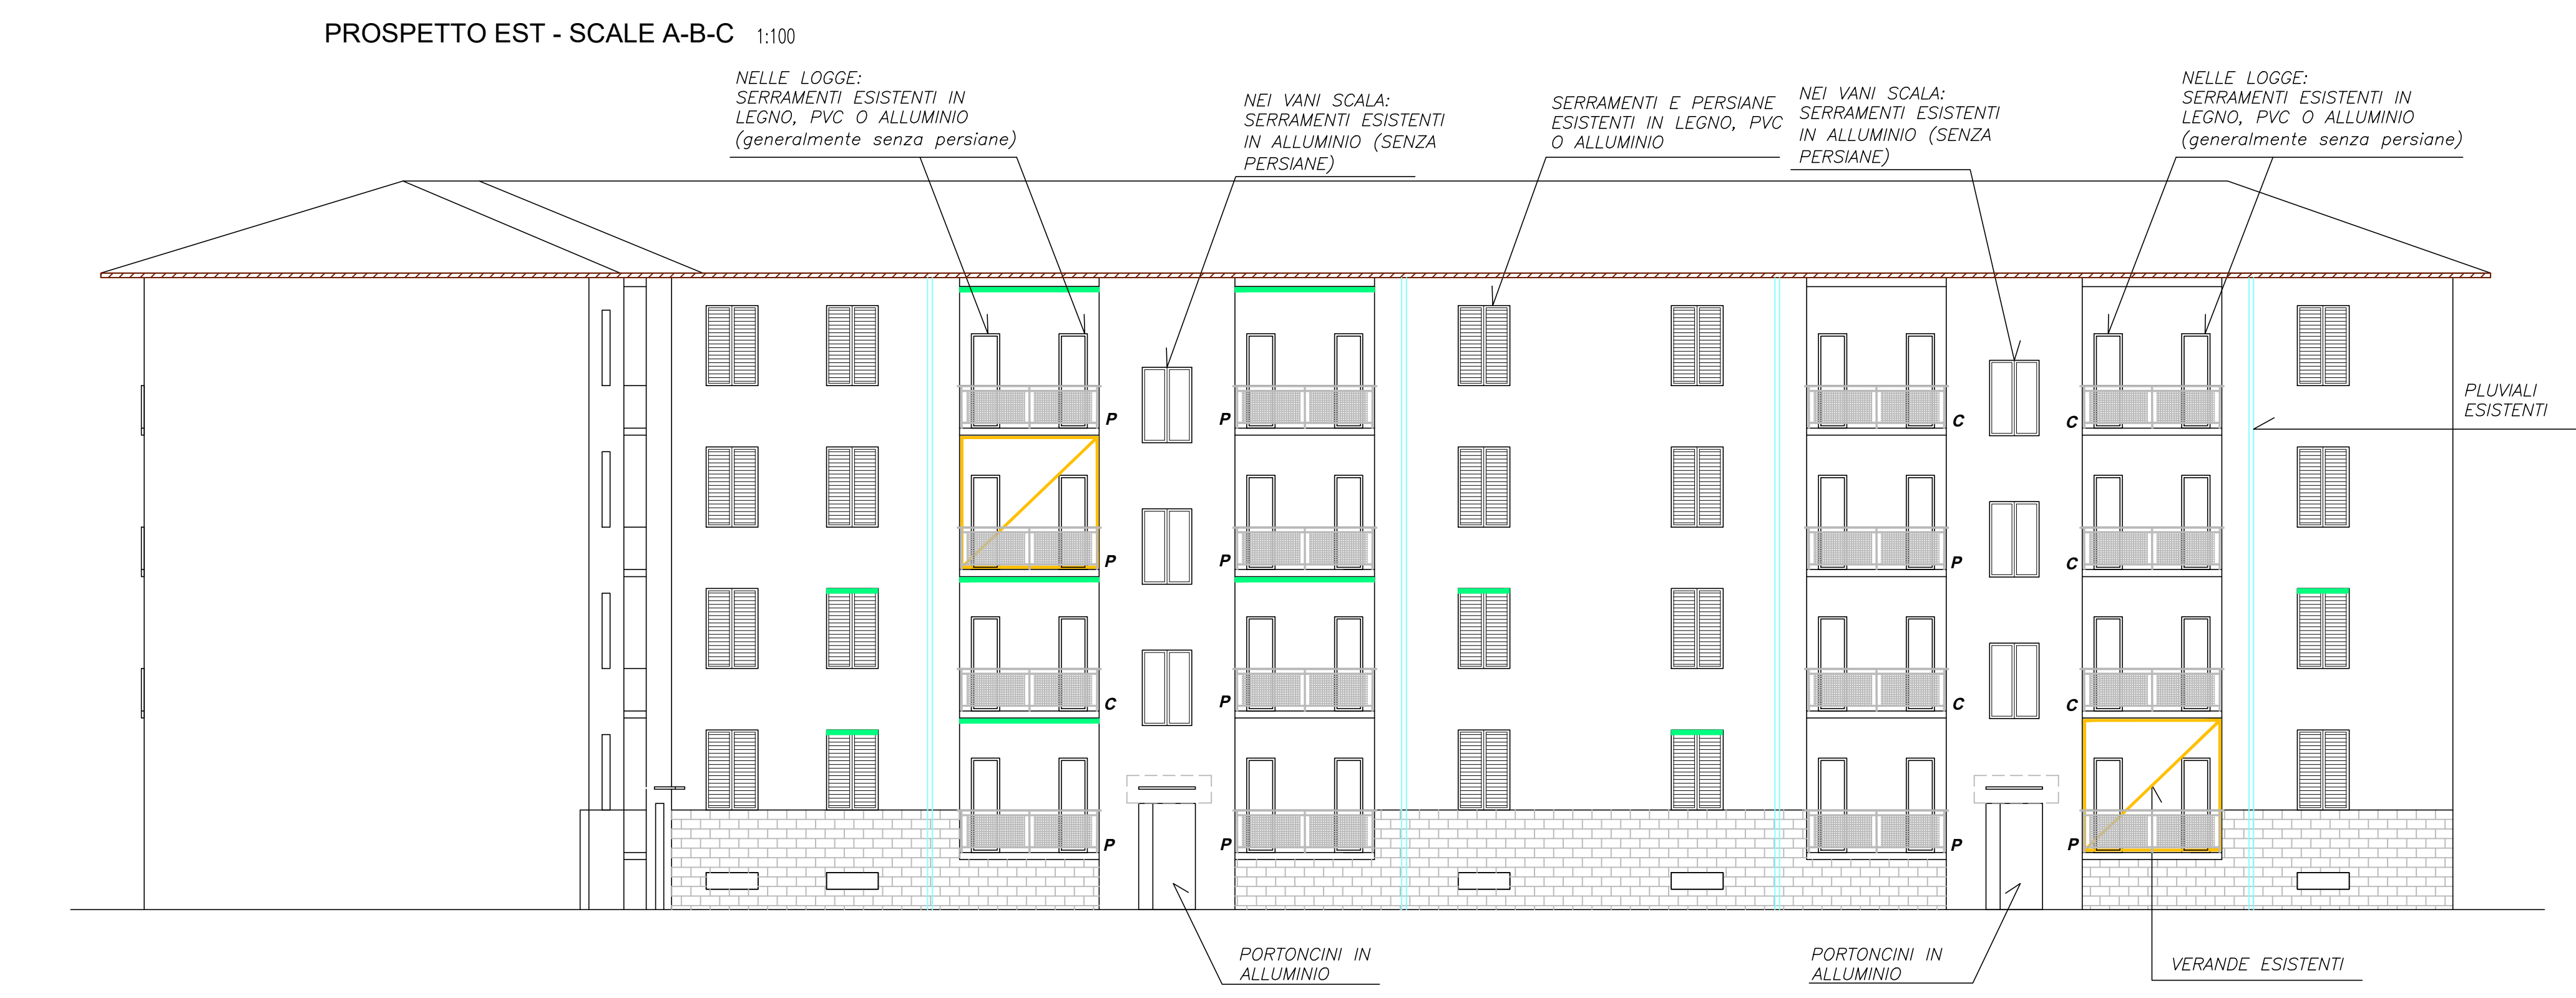 PROSPETTO EST - SCALE A-B-C 1:100
NELLE LOGGE:
SERRAMENTI ESISTENTI IN
LEGNO, PVC O ALLUMINIO
(generalmente senza persiane)
NEI VANI SCALA:
SERRAMENTI ESISTENTI
IN ALLUMINIO (SENZA
PERSIANE)
SERRAMENTI E PERSIANE
ESISTENTI IN LEGNO, PVC
O ALLUMINIO
NEI VANI SCALA:
SERRAMENTI ESISTENTI
IN ALLUMINIO (SENZA
PERSIANE)
NELLE LOGGE:
SERRAMENTI ESISTENTI IN
LEGNO, PVC O ALLUMINIO
(generalmente senza persiane)
PLUVIALI
ESISTENTI
P P C C
P P P C
C P C C
P P P P
PORTONCINI IN
ALLUMINIO
PORTONCINI IN
ALLUMINIO
VERANDE ESISTENTI